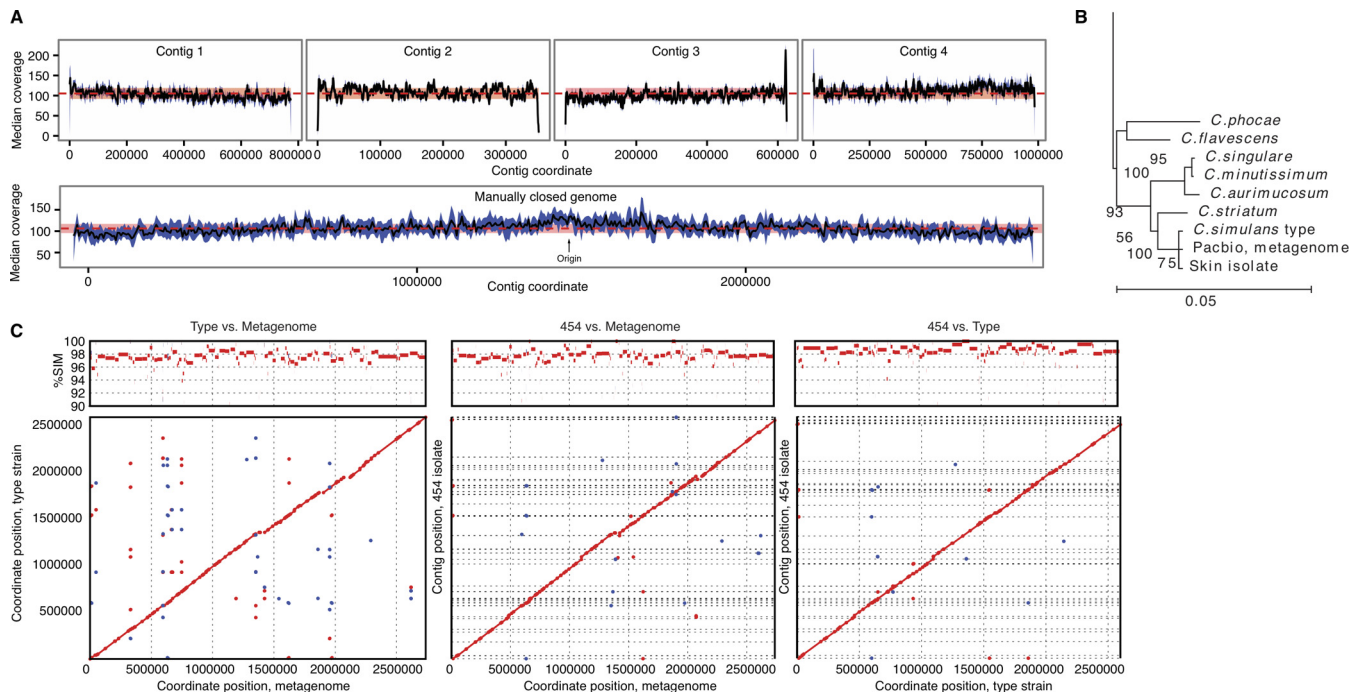 A
B
Contig 1
Contig 2
Contig 3
Contig 4
Median coverage
200
150
100
50
0
0 200000 400000 600000 800000
0 100000 200000 300000
0 200000 400000 600000
0 250000 500000 750000 1000000
Contig coordinate
Manually closed genome
Median coverage
150
100
50
Origin
0 1000000 2000000
Contig coordinate
C.phocae
C.flavescens
95 C.singulare
100 C.minutissimum
C.aurimucosum
93 C.striatum
56 C.simulans type
100 Pacbio, metagenome
75 Skin isolate
0.05
C
Type vs. Metagenome
454 vs. Metagenome
454 vs. Type
%SIM
100
98
96
94
92
90
Coordinate position, type strain
2500000
2000000
1500000
1000000
500000
0 500000 1000000 1500000 2000000 2500000
Coordinate position, metagenome
Contig position, 454 isolate
0 500000 1000000 1500000 2000000 2500000
Coordinate position, metagenome
Contig position, 454 isolate
0 500000 1000000 1500000 2000000 2500000
Coordinate position, type strain